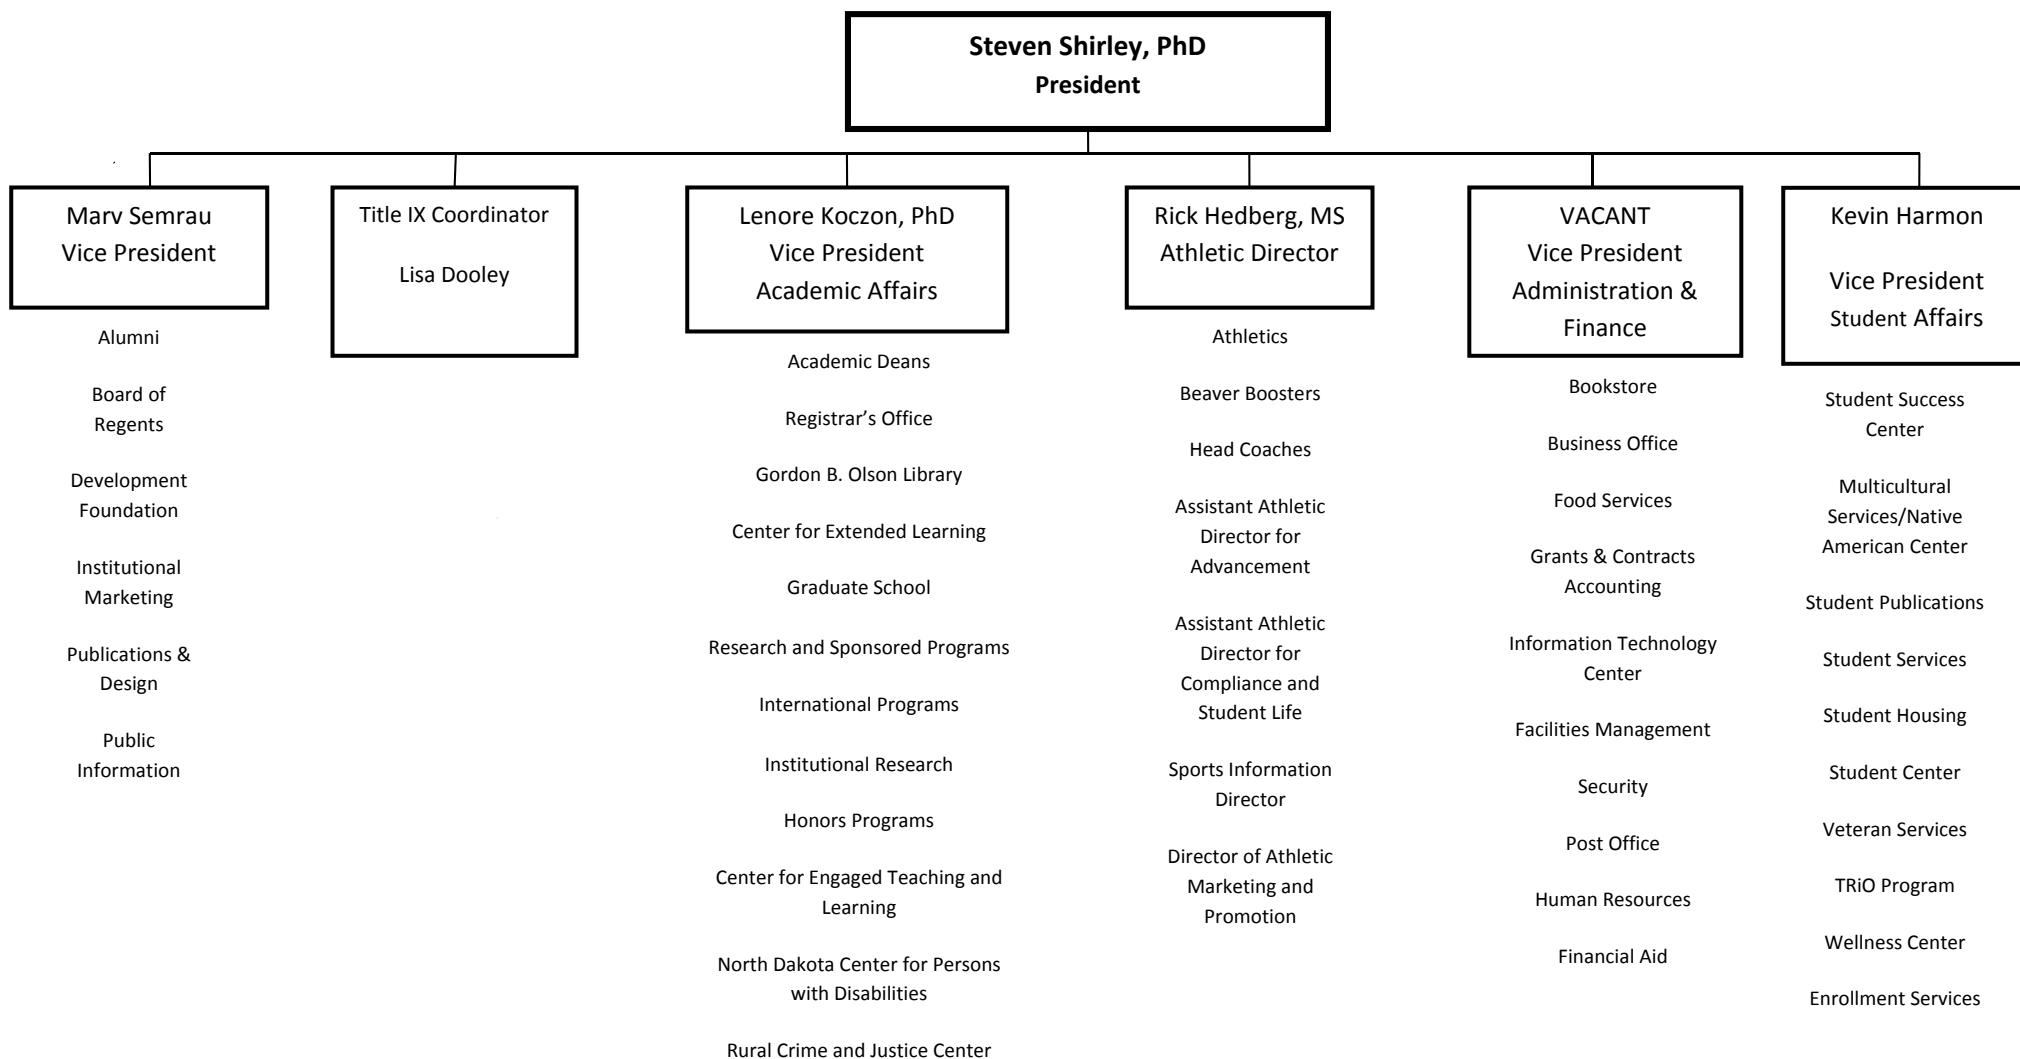 Steven Shirley, PhD
President
Marv Semrau
Vice President
Alumni
Board of
Regents
Development
Foundation
Institutional
Marketing
Publications &
Design
Public
Information
Title IX Coordinator
Lisa Dooley
Lenore Koczon, PhD
Vice President
Academic Affairs
Academic Deans
Registrar’s Office
Gordon B. Olson Library
Center for Extended Learning
Graduate School
Research and Sponsored Programs
International Programs
Institutional Research
Honors Programs
Center for Engaged Teaching and
Learning
North Dakota Center for Persons
with Disabilities
Rural Crime and Justice Center
Rick Hedberg, MS
Athletic Director
Athletics
Beaver Boosters
Head Coaches
Assistant Athletic
Director for
Advancement
Assistant Athletic
Director for
Compliance and
Student Life
Sports Information
Director
Director of Athletic
Marketing and
Promotion
VACANT
Vice President
Administration &
Finance
Bookstore
Business Office
Food Services
Grants & Contracts
Accounting
Information Technology
Center
Facilities Management
Security
Post Office
Human Resources
Financial Aid
Kevin Harmon
Vice President
Student Affairs
Student Success
Center
Multicultural
Services/Native
American Center
Student Publications
Student Services
Student Housing
Student Center
Veteran Services
TRiO Program
Wellness Center
Enrollment Services